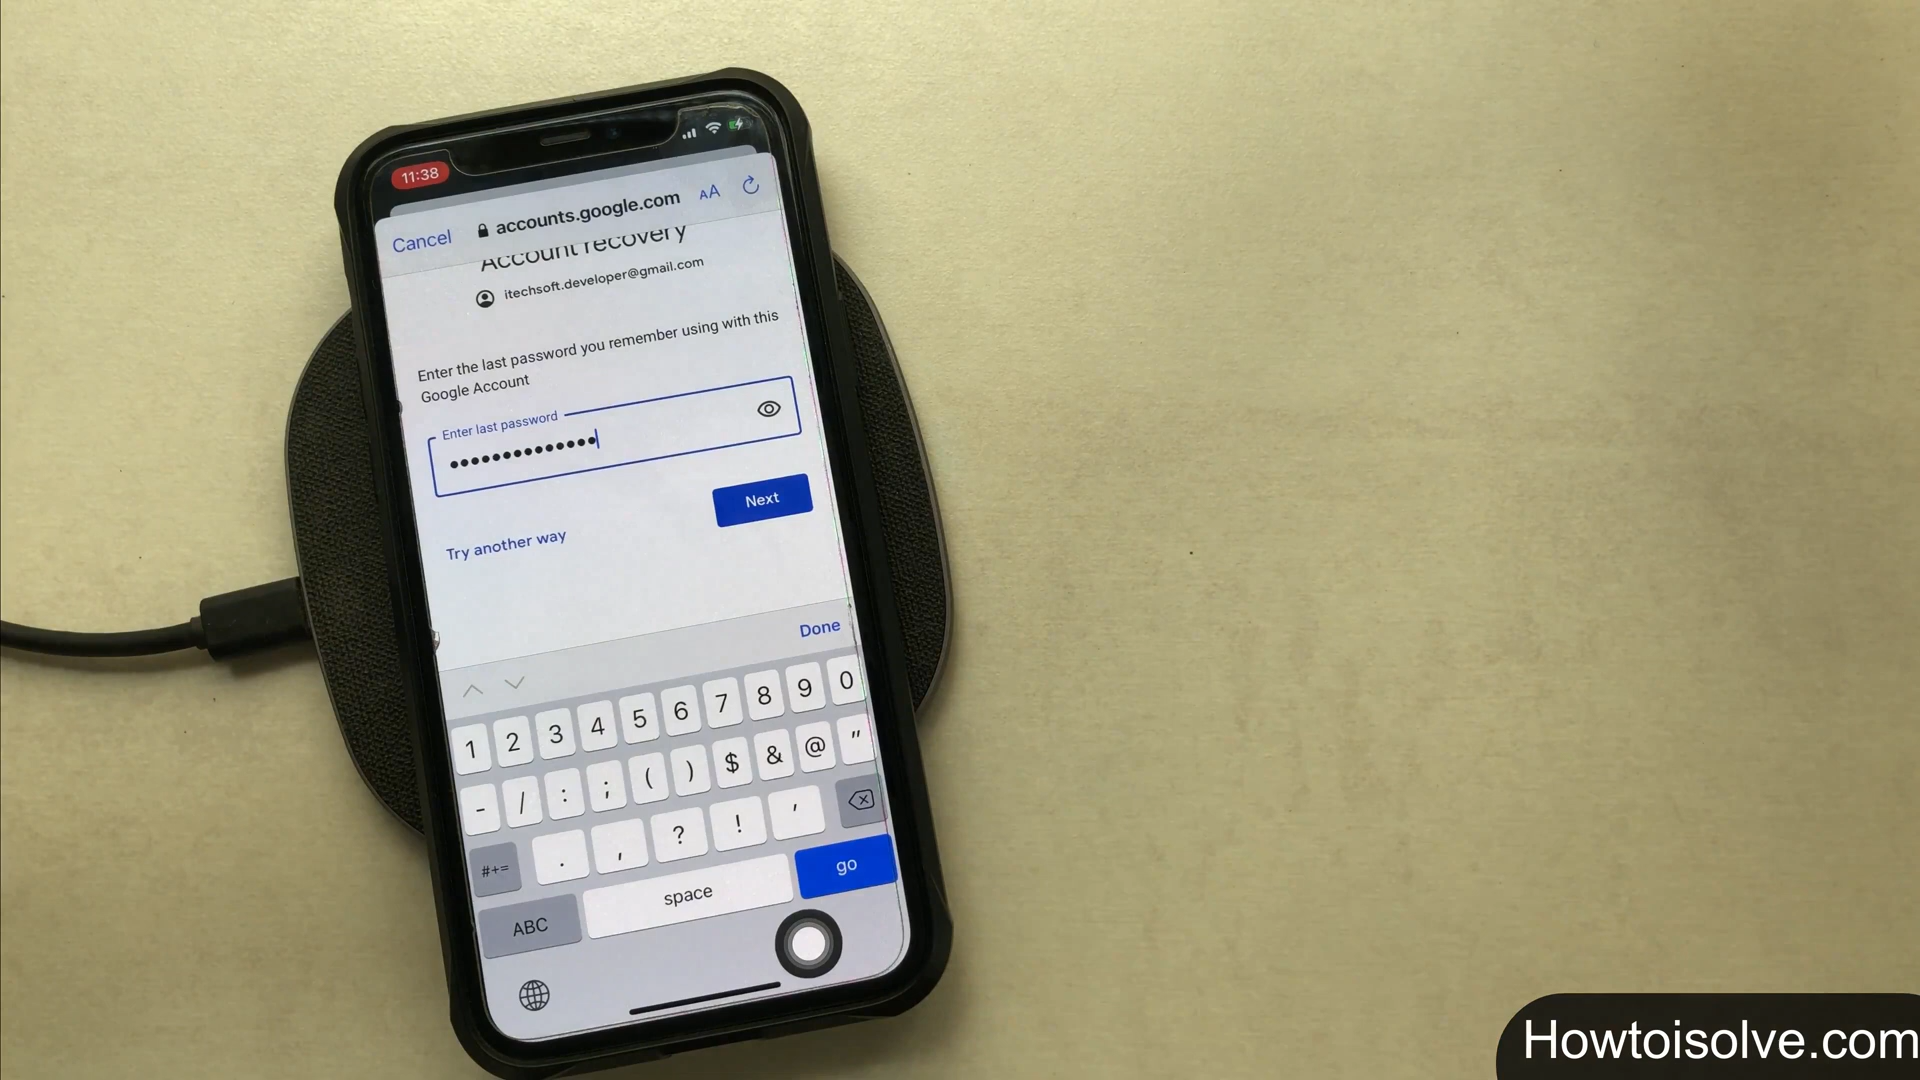 11:38
Cancel accounts.google.com AA
Account recovery
itechsoft.developer@gmail.com
Enter the last password you remember using with this
Google Account
Enter last password
••••••••••••••
Next
Try another way
Done
1 2 3 4 5 6 7 8 9 0
- / : ; ( ) $ & @ "
#+= . , ? ! '
ABC space go
Howtoisolve.com